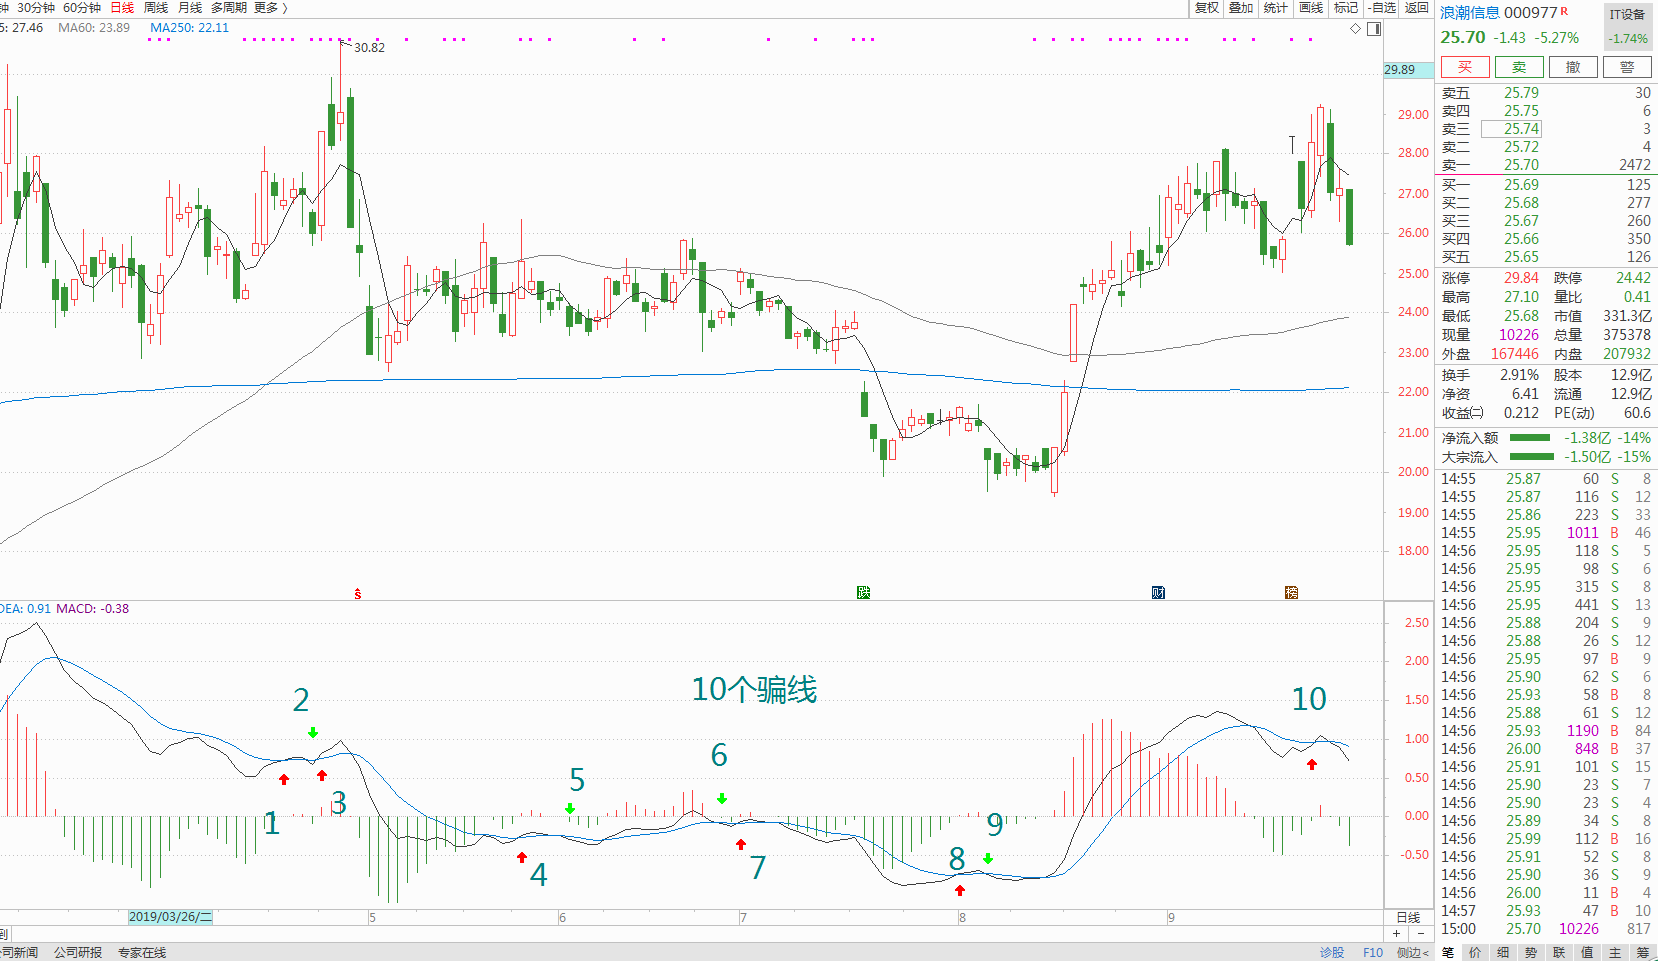 钟 30分钟 60分钟 日线 周线 月线 多周期 更多 〉
复权 叠加 统计 画线 标记 -自选 返回
5: 27.46 MA60: 23.89 MA250: 22.11
30.82
29.89
29.00
28.00
27.00
26.00
25.00
24.00
23.00
22.00
21.00
20.00
19.00
18.00
T
S
跌
财
榜
DEA: 0.91 MACD: -0.38
2.50
2.00
1.50
1.00
0.50
0.00
-0.50
10个骗线
1
2
3
4
5
6
7
8
9
10
2019/03/26/二
5
6
7
8
9
日线
到
+ −
公司新闻 公司研报 专家在线
诊股 F10 侧边<
浪潮信息 000977 R
IT设备
25.70 -1.43 -5.27%
-1.74%
买 卖 撤 警
卖五 25.79 30
卖四 25.75 6
卖三 25.74 3
卖二 25.72 4
卖一 25.70 2472
买一 25.69 125
买二 25.68 277
买三 25.67 260
买四 25.66 350
买五 25.65 126
涨停 29.84 跌停 24.42
最高 27.10 量比 0.41
最低 25.68 市值 331.3亿
现量 10226 总量 375378
外盘 167446 内盘 207932
换手 2.91% 股本 12.9亿
净资 6.41 流通 12.9亿
收益㈡ 0.212 PE(动) 60.6
净流入额 -1.38亿 -14%
大宗流入 -1.50亿 -15%
14:55 25.87 60 S 8
14:55 25.87 116 S 12
14:55 25.86 223 S 33
14:55 25.95 1011 B 46
14:56 25.95 118 S 5
14:56 25.95 98 S 6
14:56 25.95 315 S 8
14:56 25.95 441 S 13
14:56 25.88 204 S 9
14:56 25.88 26 S 12
14:56 25.95 97 B 9
14:56 25.90 62 S 6
14:56 25.93 58 B 8
14:56 25.88 61 S 12
14:56 25.93 1190 B 84
14:56 26.00 848 B 37
14:56 25.91 101 S 15
14:56 25.90 23 S 7
14:56 25.90 23 S 4
14:56 25.89 34 S 8
14:56 25.99 112 B 16
14:56 25.91 52 S 8
14:56 25.90 36 S 9
14:56 26.00 11 B 4
14:57 25.93 47 B 10
15:00 25.70 10226 817
笔 价 细 势 联 值 主 筹